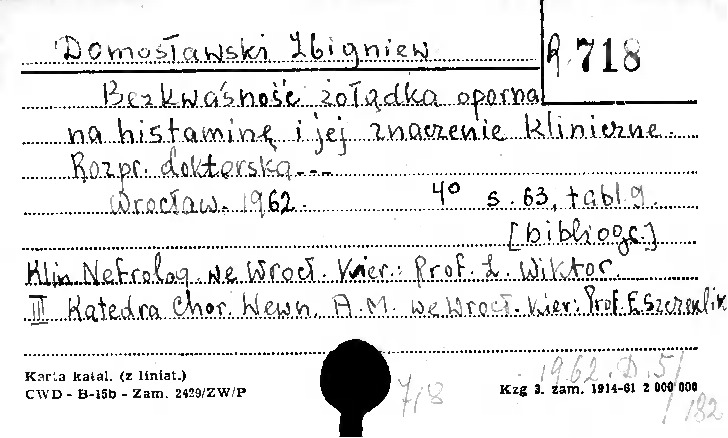 Domosławski Zbigniew
R. 718
Bezkwaśność żołądka oporna
na histaminę i jej znaczenie kliniczne.
Rozpr. doktorska...
Wrocław. 1962. 4° s. 63, tabl. 9.
[bibliogr.]
Klin. Nefrolog. we Wrocł. Kier.: Prof. Z. Wiktor.
III Katedra Chor. Wewn. A.M. we Wrocł. Kier.: Prof. E. Szczeklik
Karta katal. (z liniat.)
CWD - B-15b - Zam. 2429/ZW/P
718
1962. D. 5/
182
Kzg 3. zam. 1914-61 2 000 000